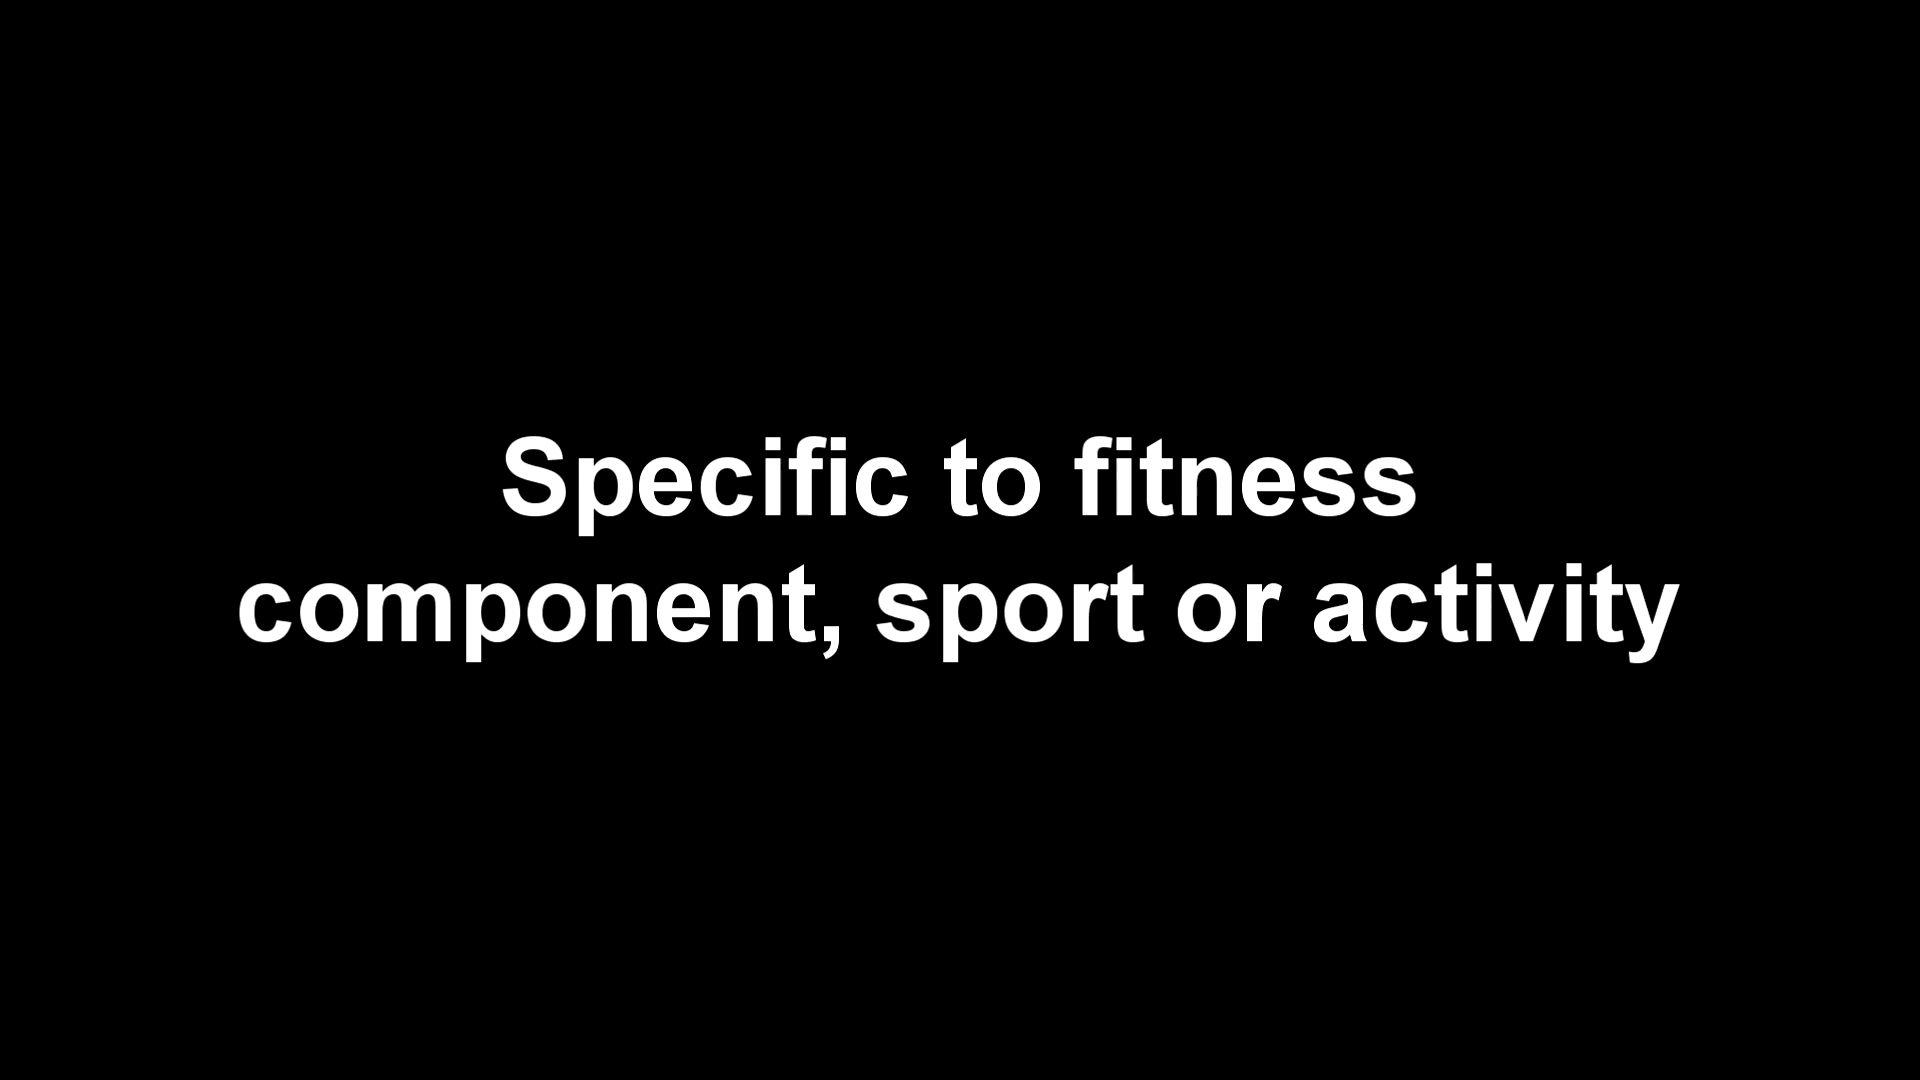 Specific to fitness
component, sport or activity